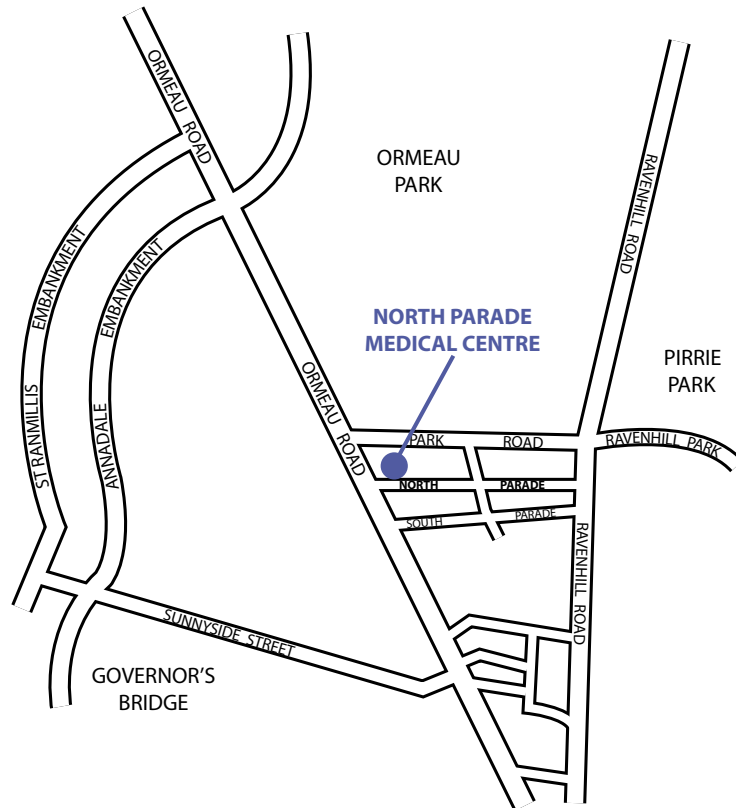 ORMEAU ROAD
ORMEAU
PARK
RAVENHILL ROAD
STRANMILLIS EMBANKMENT
ANNADALE EMBANKMENT
NORTH PARADE
MEDICAL CENTRE
PIRRIE
PARK
ORMEAU ROAD
PARK ROAD
RAVENHILL PARK
NORTH PARADE
SOUTH PARADE
RAVENHILL ROAD
SUNNYSIDE STREET
GOVERNOR'S
BRIDGE